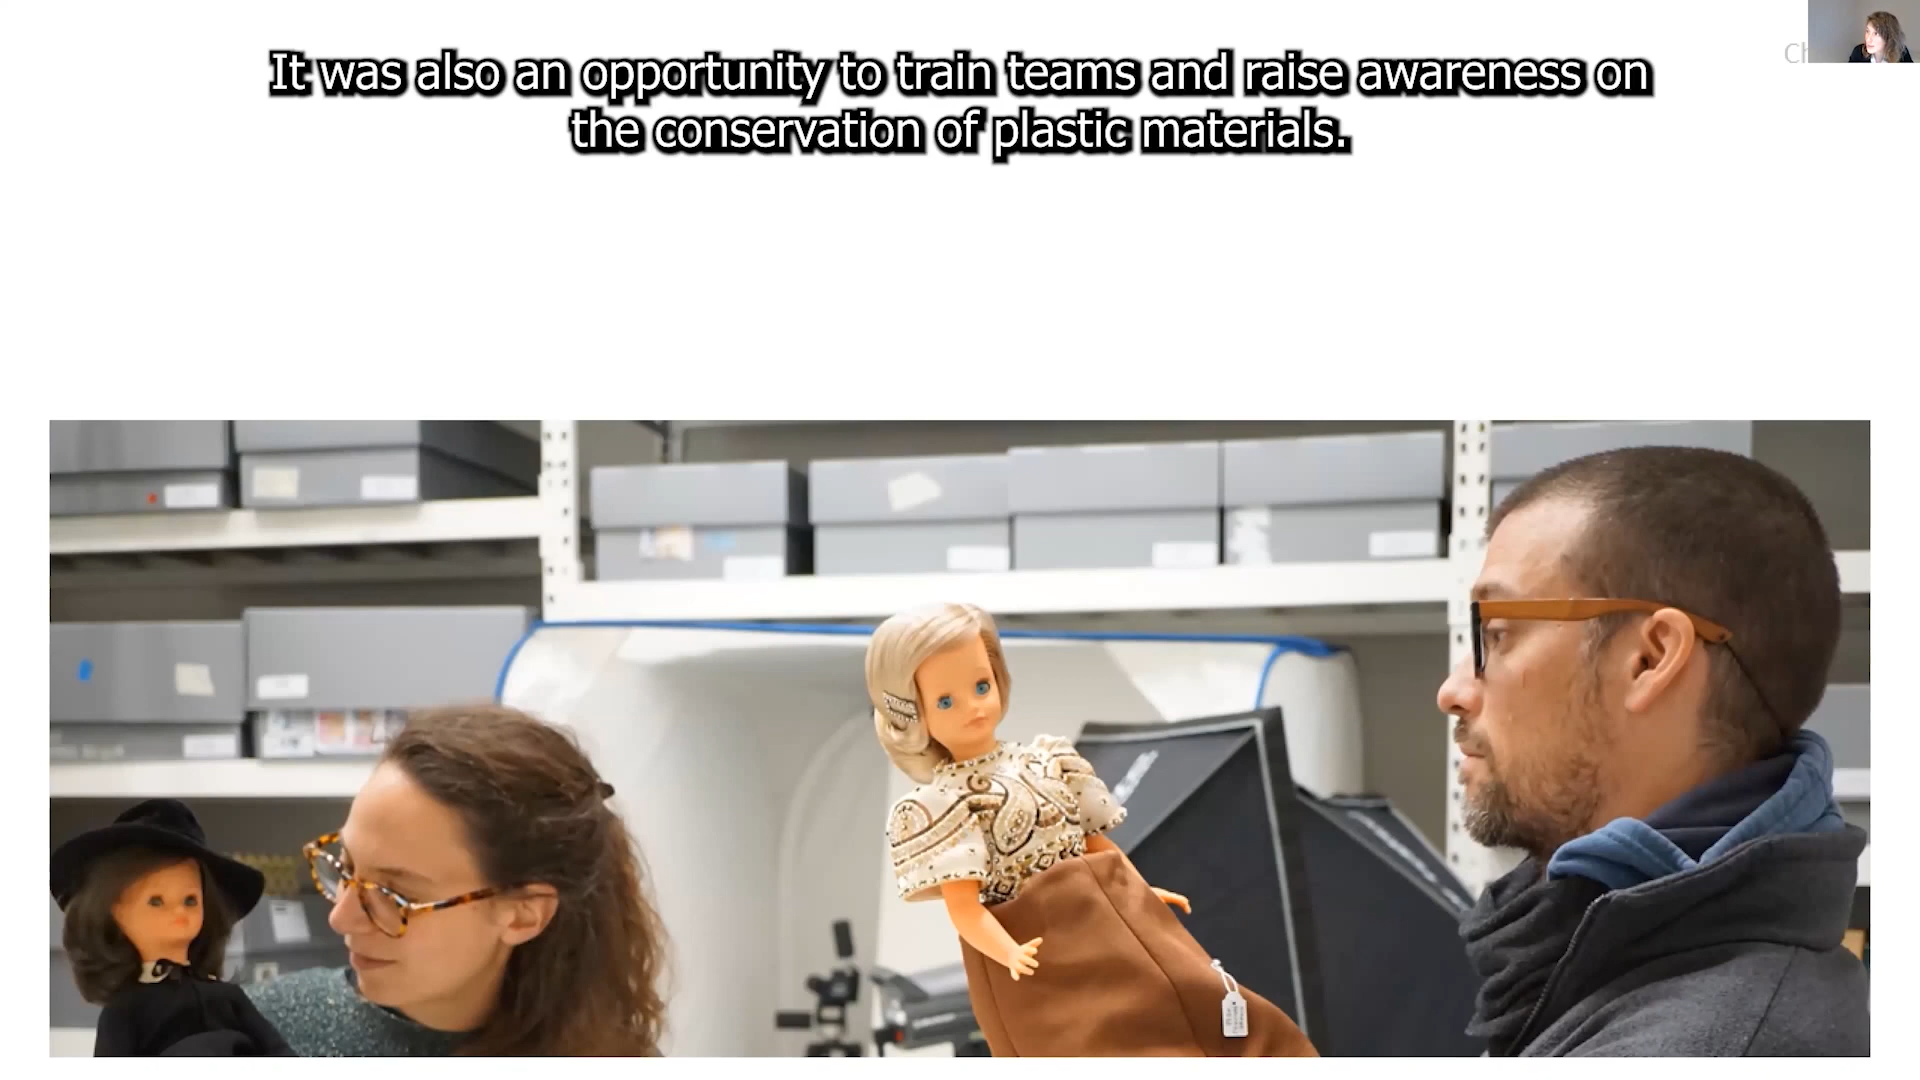 It was also an opportunity to train teams and raise awareness on
the conservation of plastic materials.